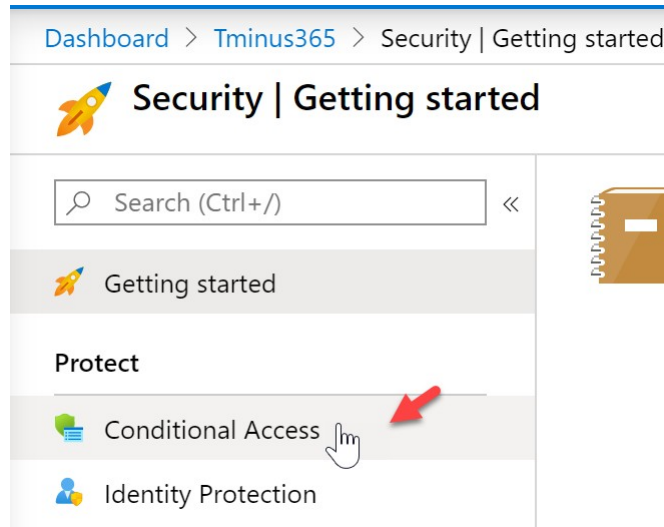 Dashboard > Tminus365 > Security | Getting started
Security | Getting started
Search (Ctrl+/)
Getting started
Protect
Conditional Access
Identity Protection